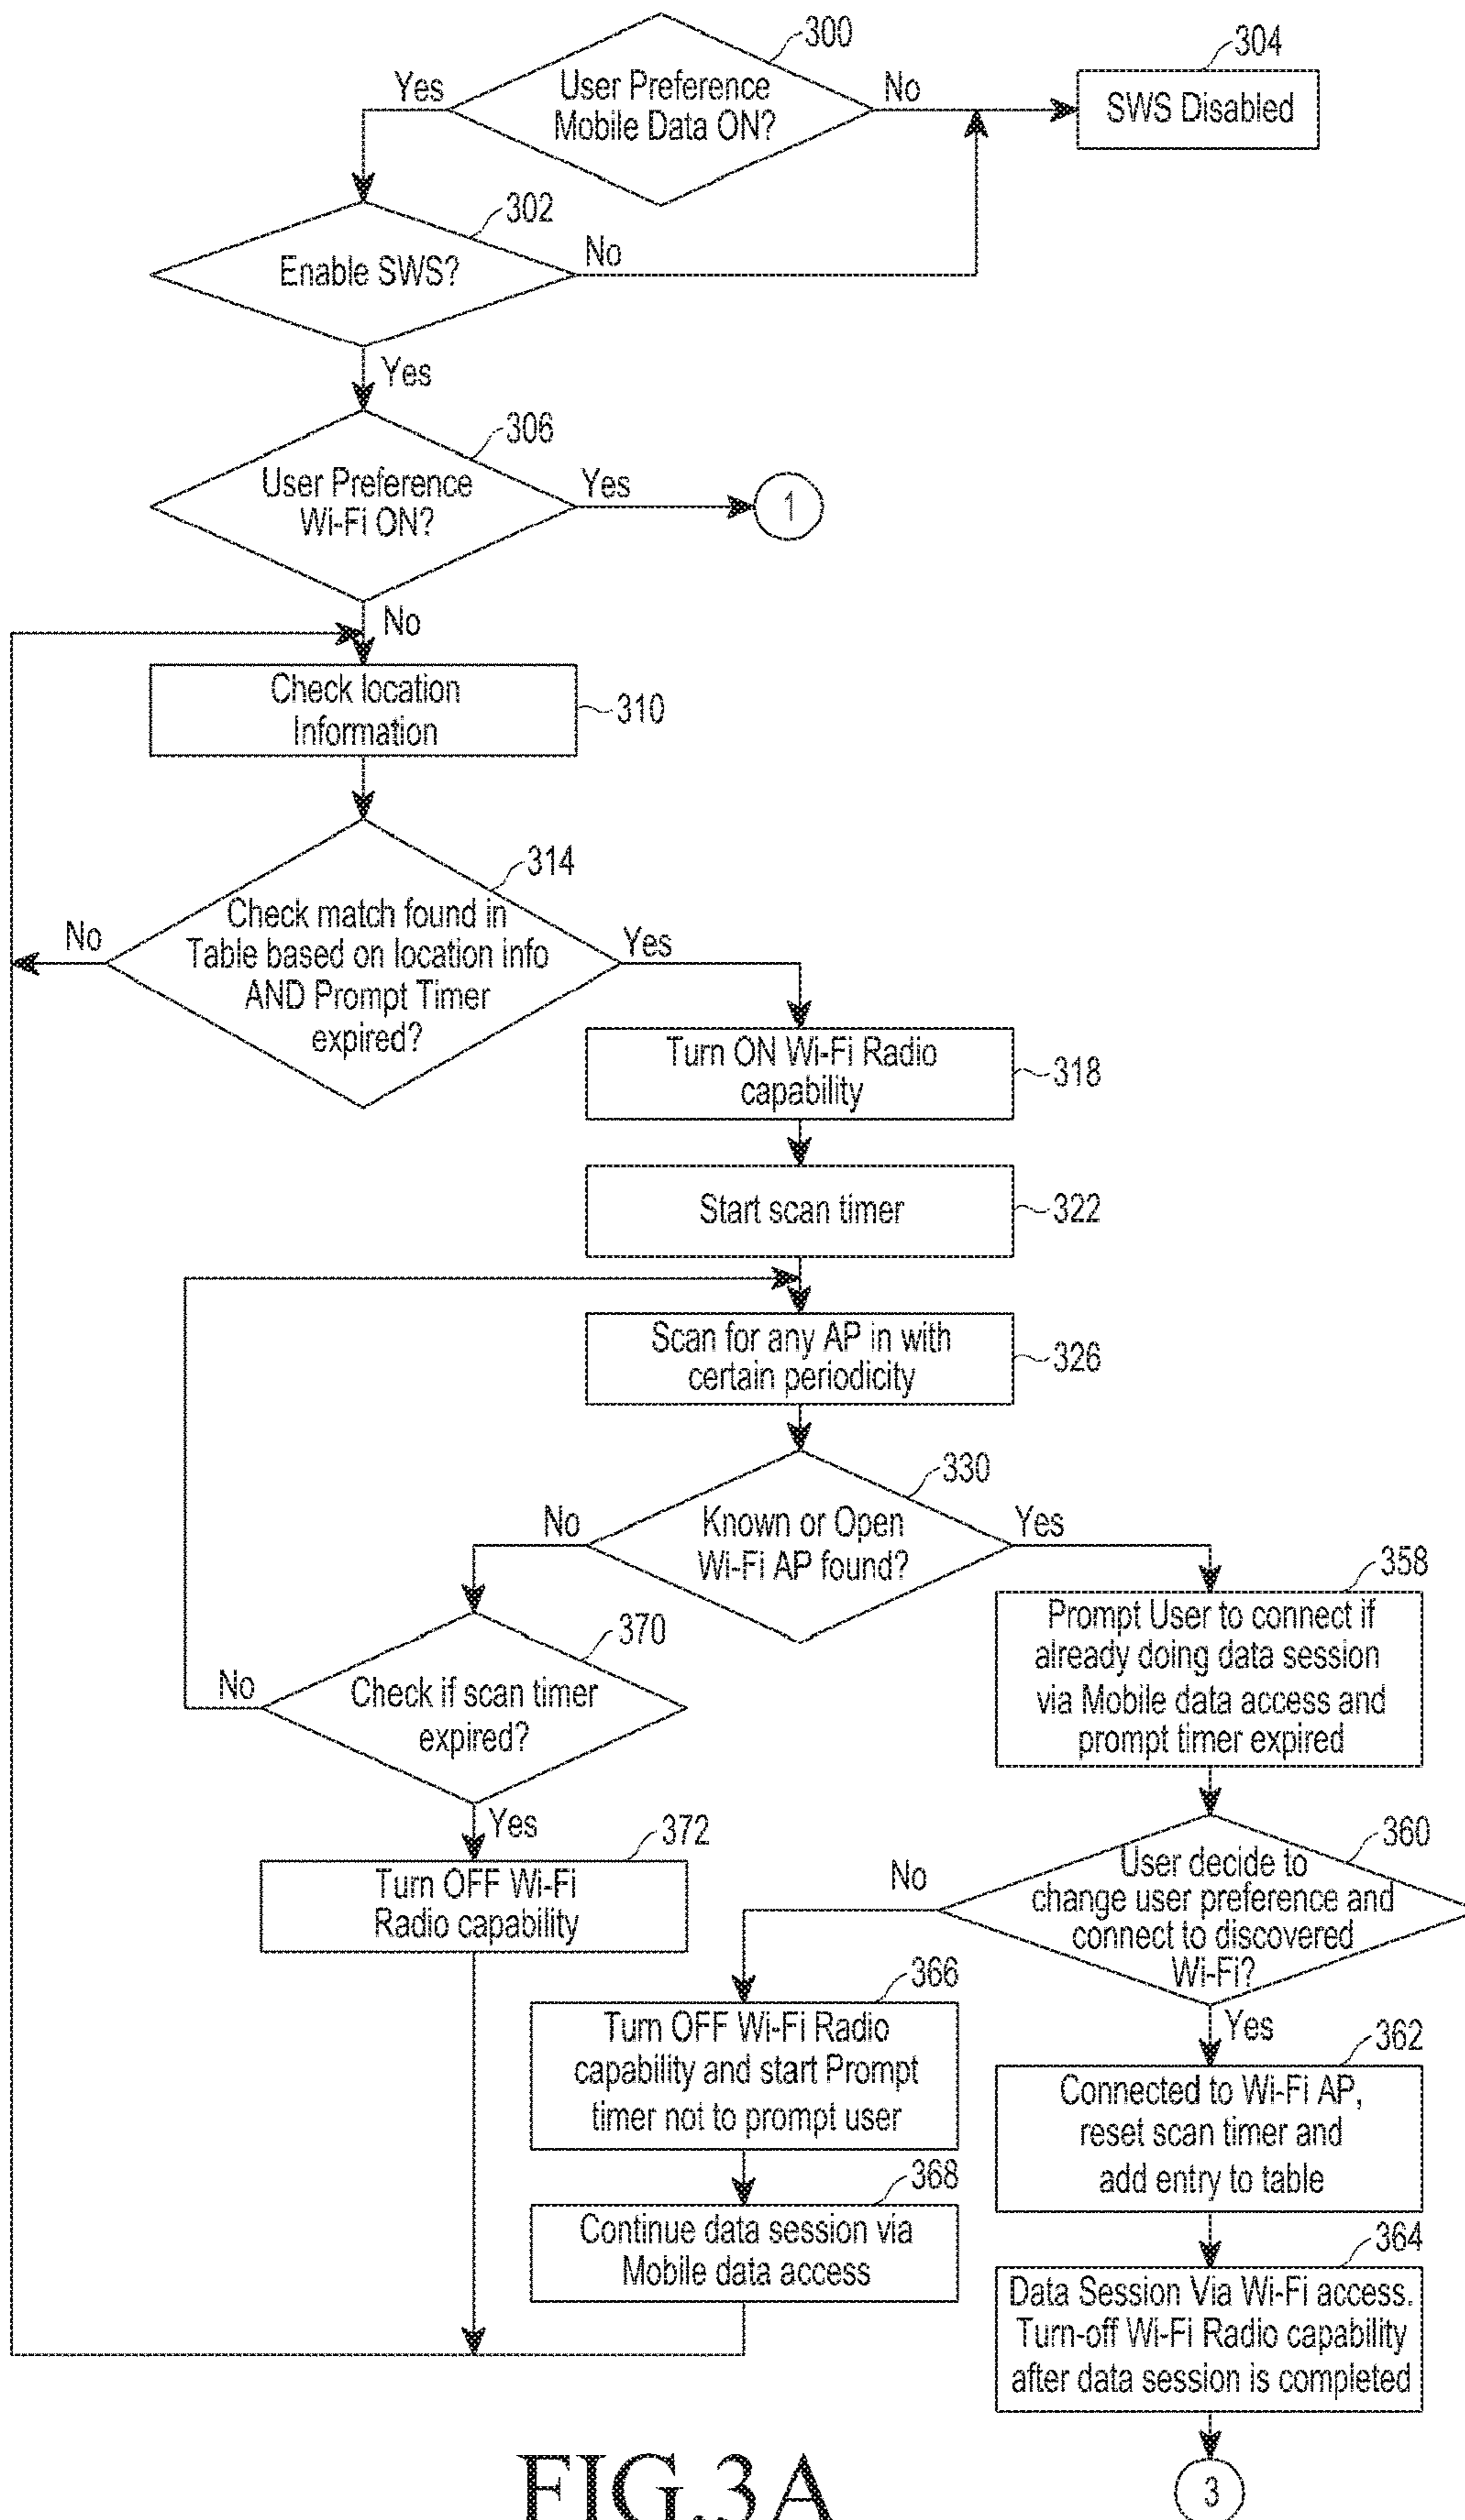 300
User Preference
Mobile Data ON?
Yes
No
304
SWS Disabled
302
Enable SWS?
No
Yes
306
User Preference
Wi-Fi ON?
Yes
1
No
Check location
Information
310
314
Check match found in
Table based on location info
AND Prompt Timer
expired?
No
Yes
Turn ON Wi-Fi Radio
capability
318
Start scan timer
322
Scan for any AP in with
certain periodicity
326
330
Known or Open
Wi-Fi AP found?
No
Yes
358
Prompt User to connect if
already doing data session
via Mobile data access and
prompt timer expired
370
Check if scan timer
expired?
No
Yes
372
Turn OFF Wi-Fi
Radio capability
360
User decide to
change user preference and
connect to discovered
Wi-Fi?
No
Yes
366
Turn OFF Wi-Fi Radio
capability and start Prompt
timer not to prompt user
362
Connected to Wi-Fi AP,
reset scan timer and
add entry to table
368
Continue data session via
Mobile data access
364
Data Session Via Wi-Fi access.
Turn-off Wi-Fi Radio capability
after data session is completed
3
FIG.3A